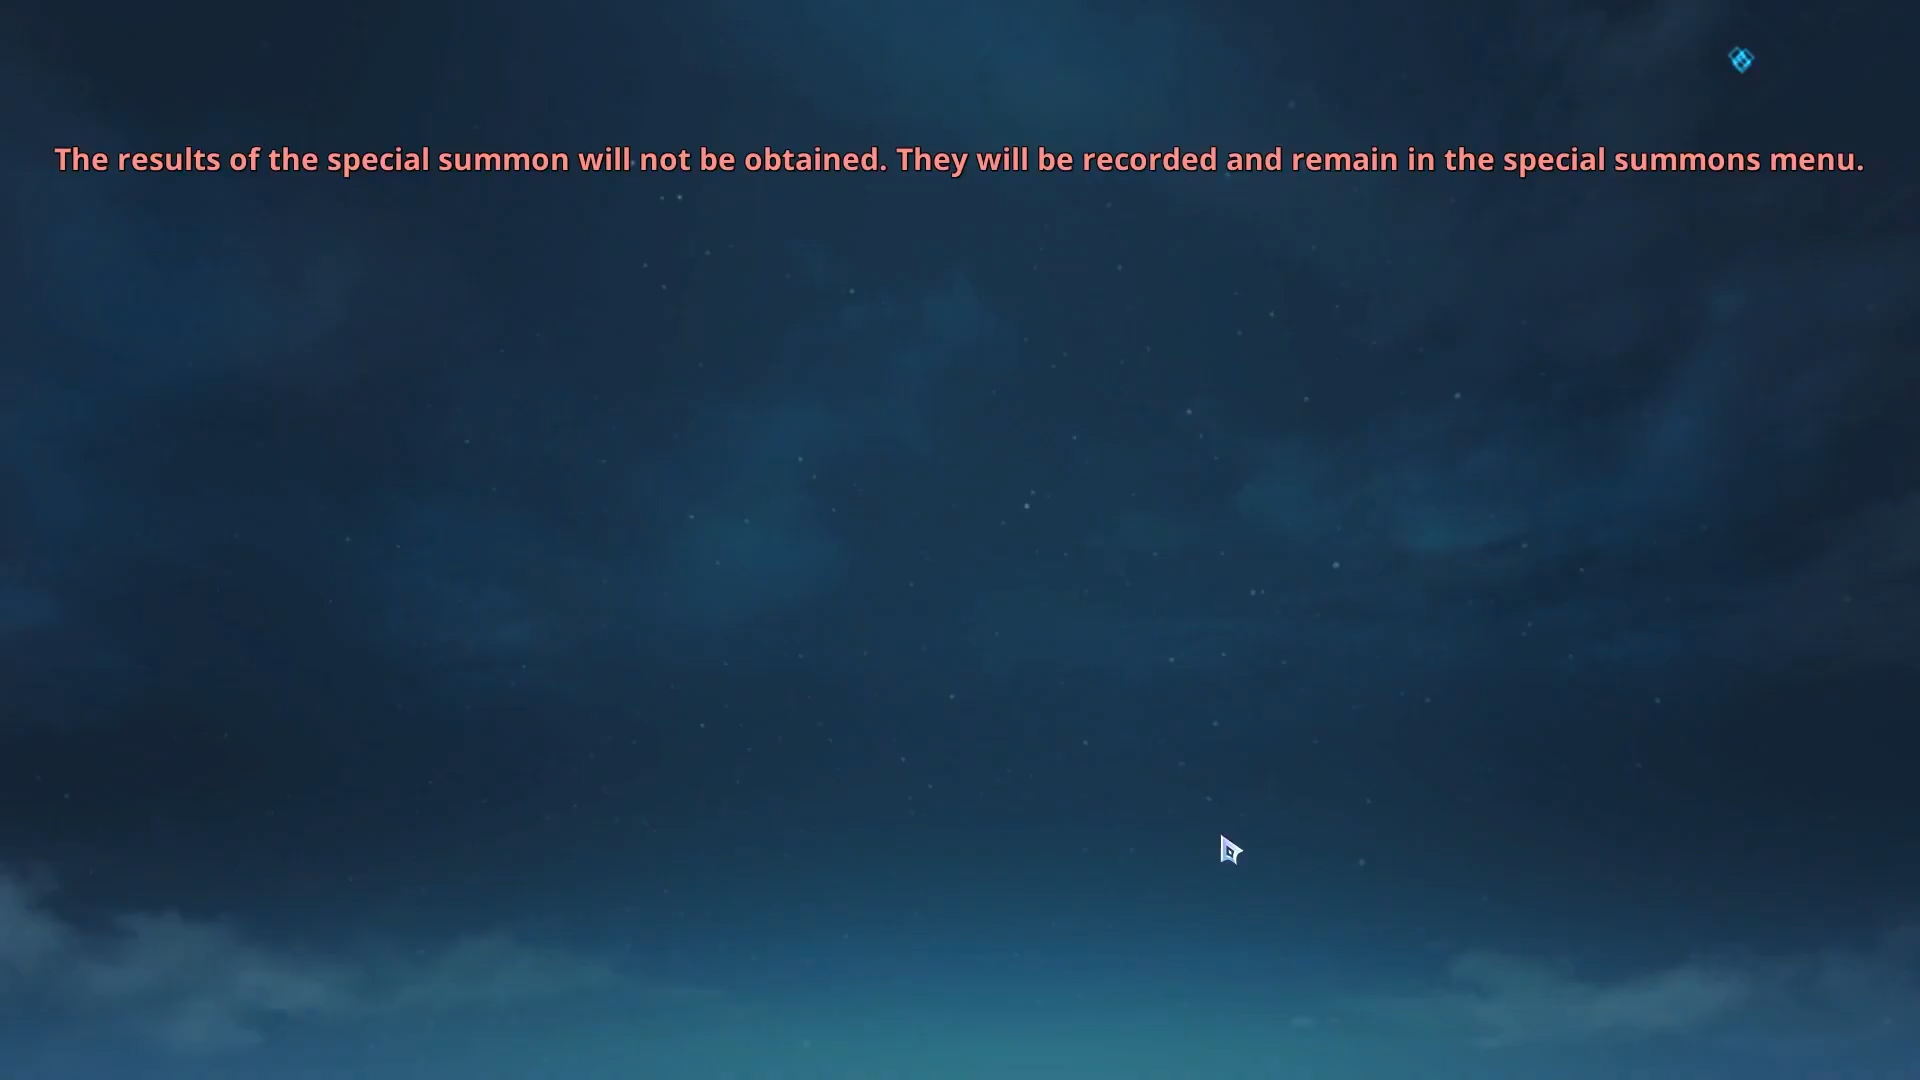 The results of the special summon will not be obtained. They will be recorded and remain in the special summons menu.